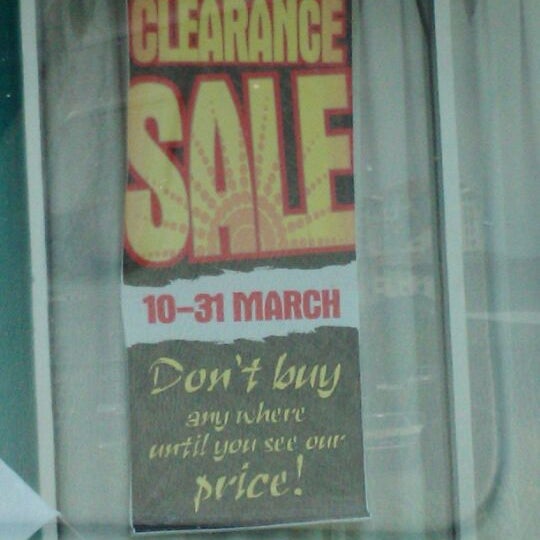 CLEARANCE
SALE
10-31 MARCH
Don't buy
any where
until you see our
price!